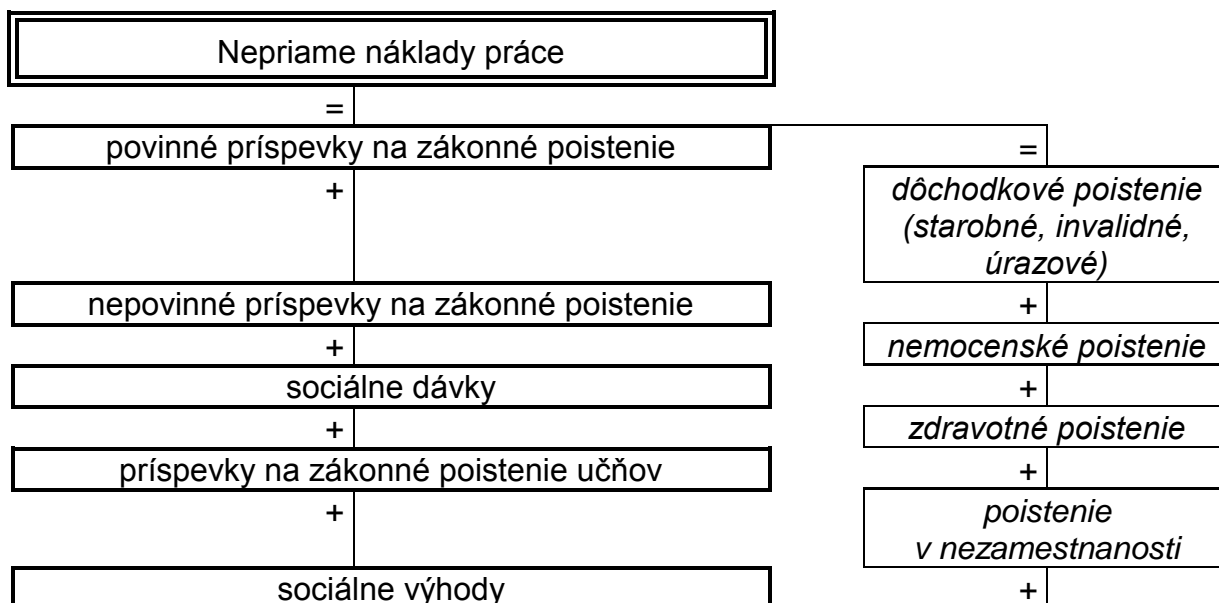 Nepriame náklady práce
=
povinné príspevky na zákonné poistenie
+
nepovinné príspevky na zákonné poistenie
+
sociálne dávky
+
príspevky na zákonné poistenie učňov
+
sociálne výhody
=
dôchodkové poistenie
(starobné, invalidné,
úrazové)
+
nemocenské poistenie
+
zdravotné poistenie
+
poistenie
v nezamestnanosti
+